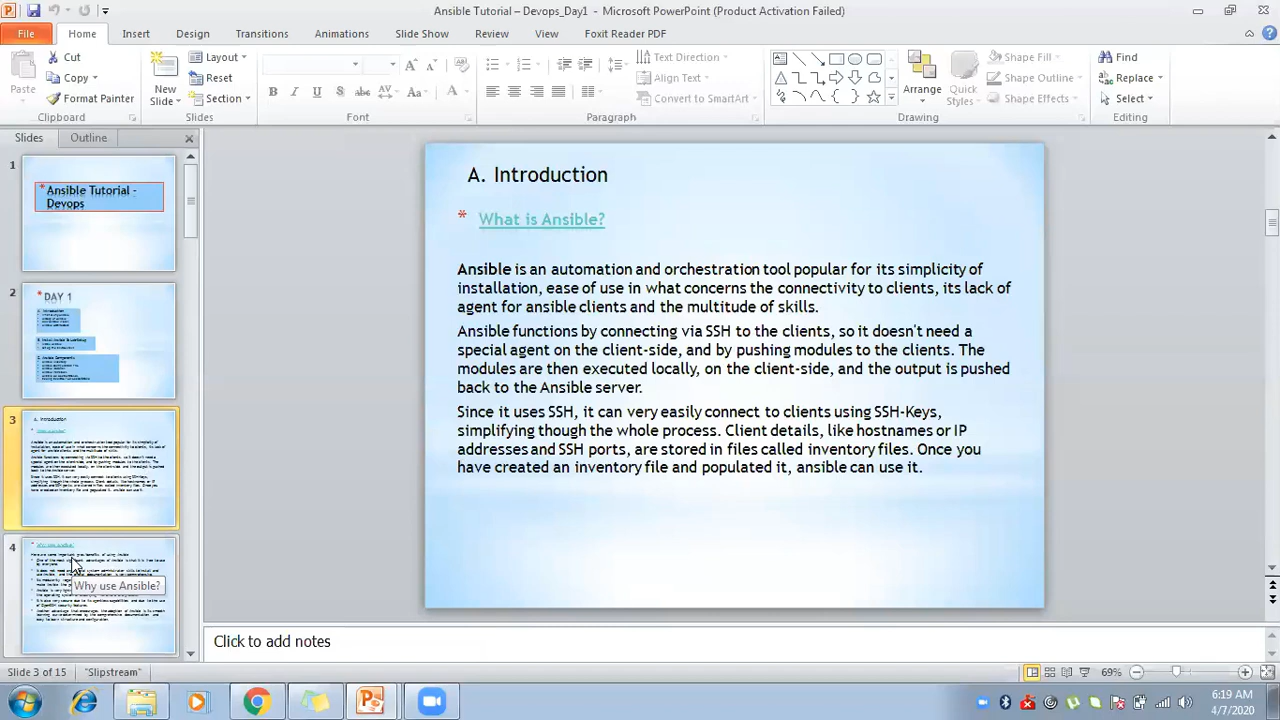 Ansible Tutorial – Devops_Day1 - Microsoft PowerPoint (Product Activation Failed)
File Home Insert Design Transitions Animations Slide Show Review View Foxit Reader PDF
Paste
Cut
Copy
Format Painter
Clipboard
New Slide
Layout
Reset
Section
Slides
Font
Text Direction
Align Text
Convert to SmartArt
Paragraph
Arrange
Quick Styles
Shape Fill
Shape Outline
Shape Effects
Drawing
Find
Replace
Select
Editing
Slides Outline
1
* Ansible Tutorial -
Devops
2
* DAY 1
3
A. Introduction
4
Why use Ansible?
A. Introduction
* What is Ansible?
Ansible is an automation and orchestration tool popular for its simplicity of
installation, ease of use in what concerns the connectivity to clients, its lack of
agent for ansible clients and the multitude of skills.
Ansible functions by connecting via SSH to the clients, so it doesn't need a
special agent on the client-side, and by pushing modules to the clients. The
modules are then executed locally, on the client-side, and the output is pushed
back to the Ansible server.
Since it uses SSH, it can very easily connect to clients using SSH-Keys,
simplifying though the whole process. Client details, like hostnames or IP
addresses and SSH ports, are stored in files called inventory files. Once you
have created an inventory file and populated it, ansible can use it.
Click to add notes
Slide 3 of 15 "Slipstream" 69%
6:19 AM
4/7/2020